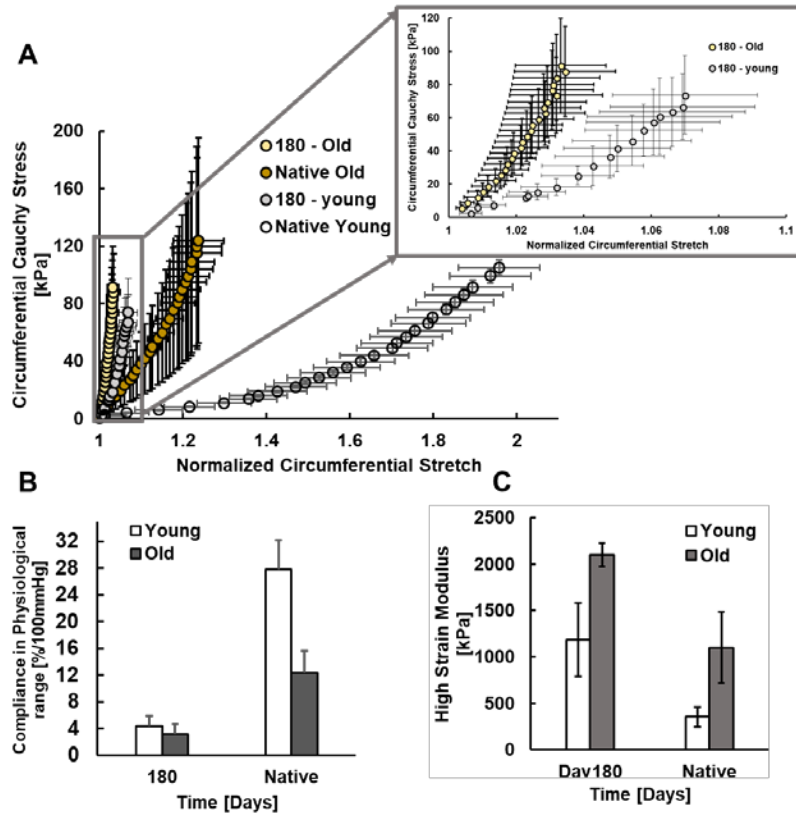 A
Circumferential Cauchy Stress
[kPa]
200
160
120
80
40
0
1
1.2
1.4
1.6
1.8
2
Normalized Circumferential Stretch
180 - Old
Native Old
180 - young
Native Young
Circumferential Cauchy Stress [kPa]
120
100
80
60
40
20
0
1
1.02
1.04
1.06
1.08
1.1
Normalized Circumferential Stretch
180 - Old
180 - young
B
Compliance in Physiological
range [%/100mmHg]
32
28
24
20
16
12
8
4
0
Young
Old
180
Native
Time [Days]
C
High Strain Modulus
[kPa]
2500
2000
1500
1000
500
0
Young
Old
Day180
Native
Time [Days]